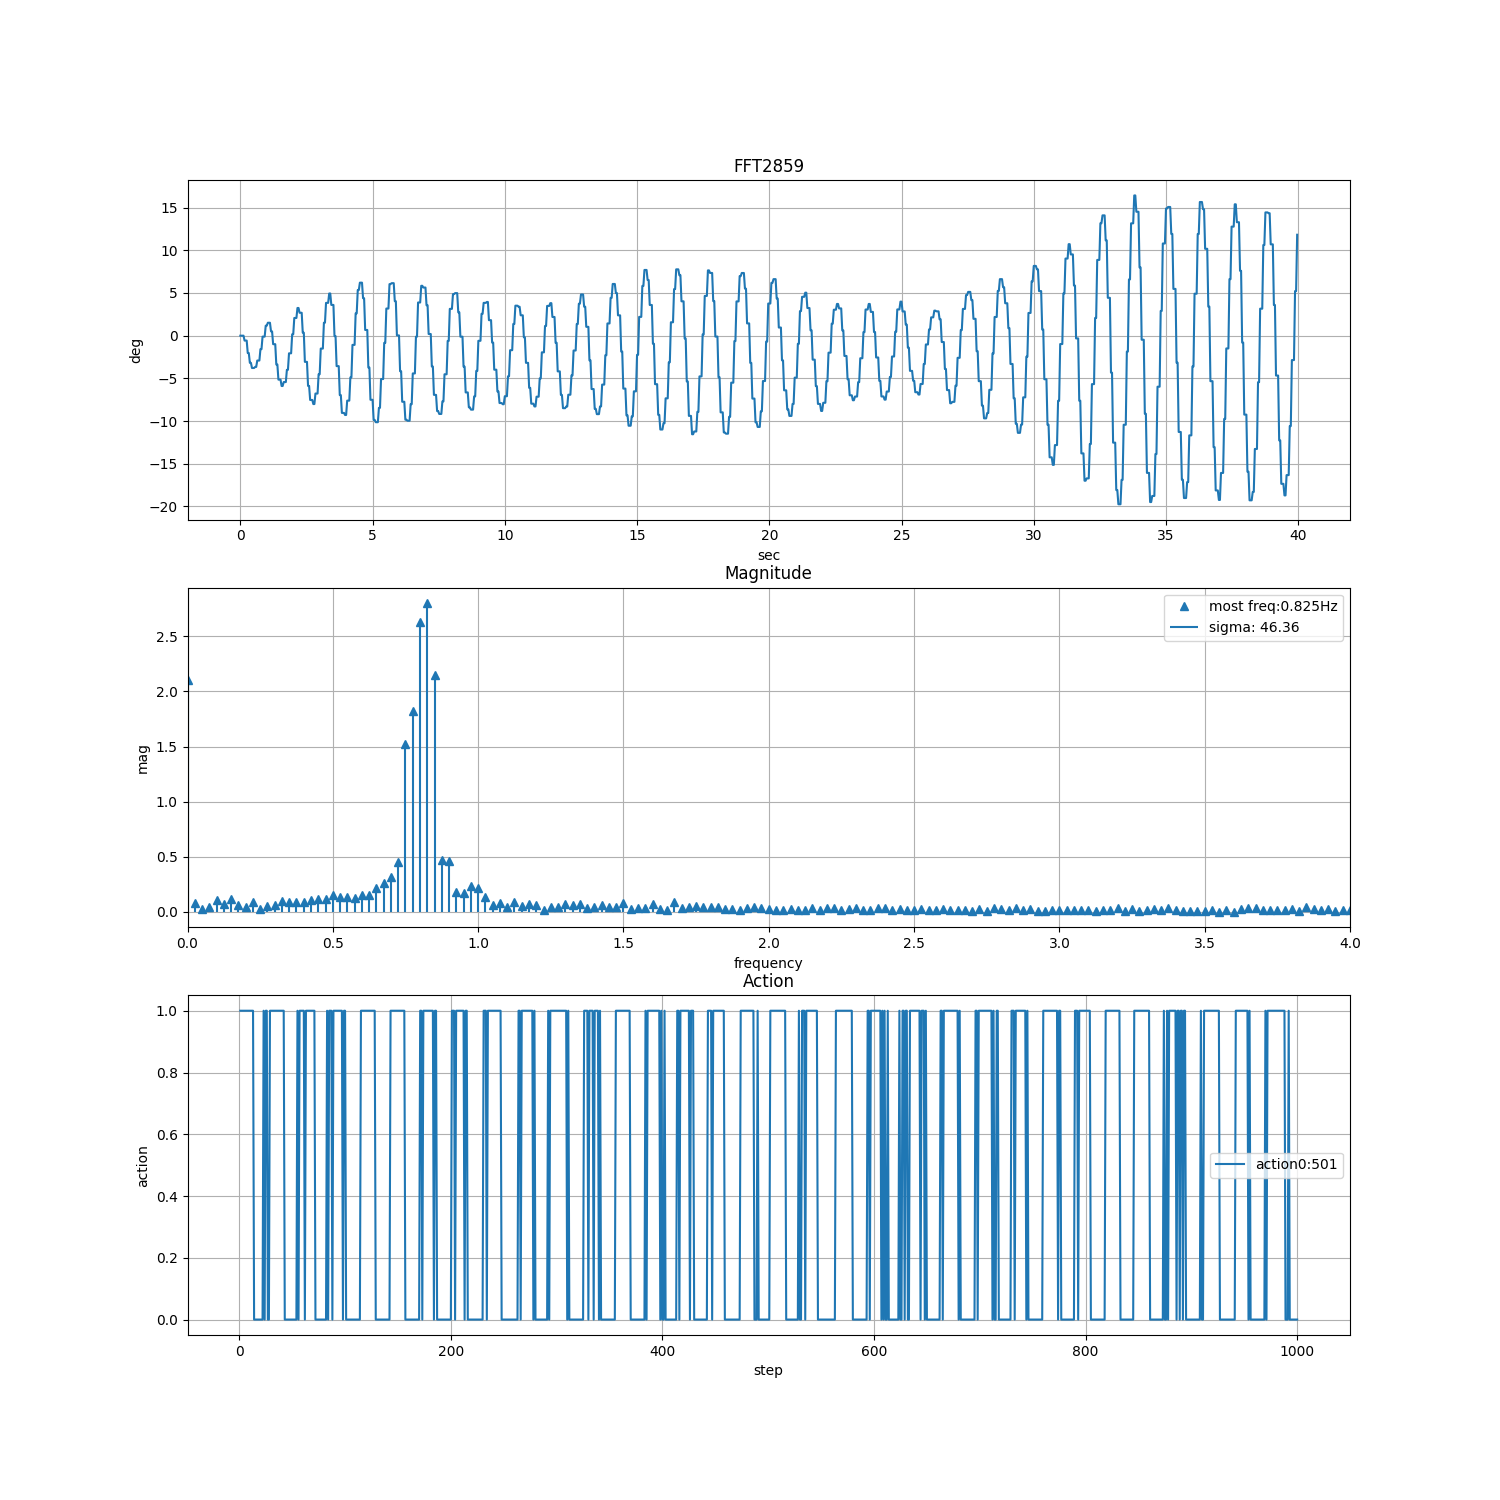 FFT2859
15
10
5
0
−5
−10
−15
−20
deg
0 5 10 15 20 25 30 35 40
sec
Magnitude
most freq:0.825Hz
sigma: 46.36
2.5
2.0
1.5
1.0
0.5
0.0
mag
0.0 0.5 1.0 1.5 2.0 2.5 3.0 3.5 4.0
frequency
Action
1.0
0.8
0.6
0.4
0.2
0.0
action
action0:501
0 200 400 600 800 1000
step